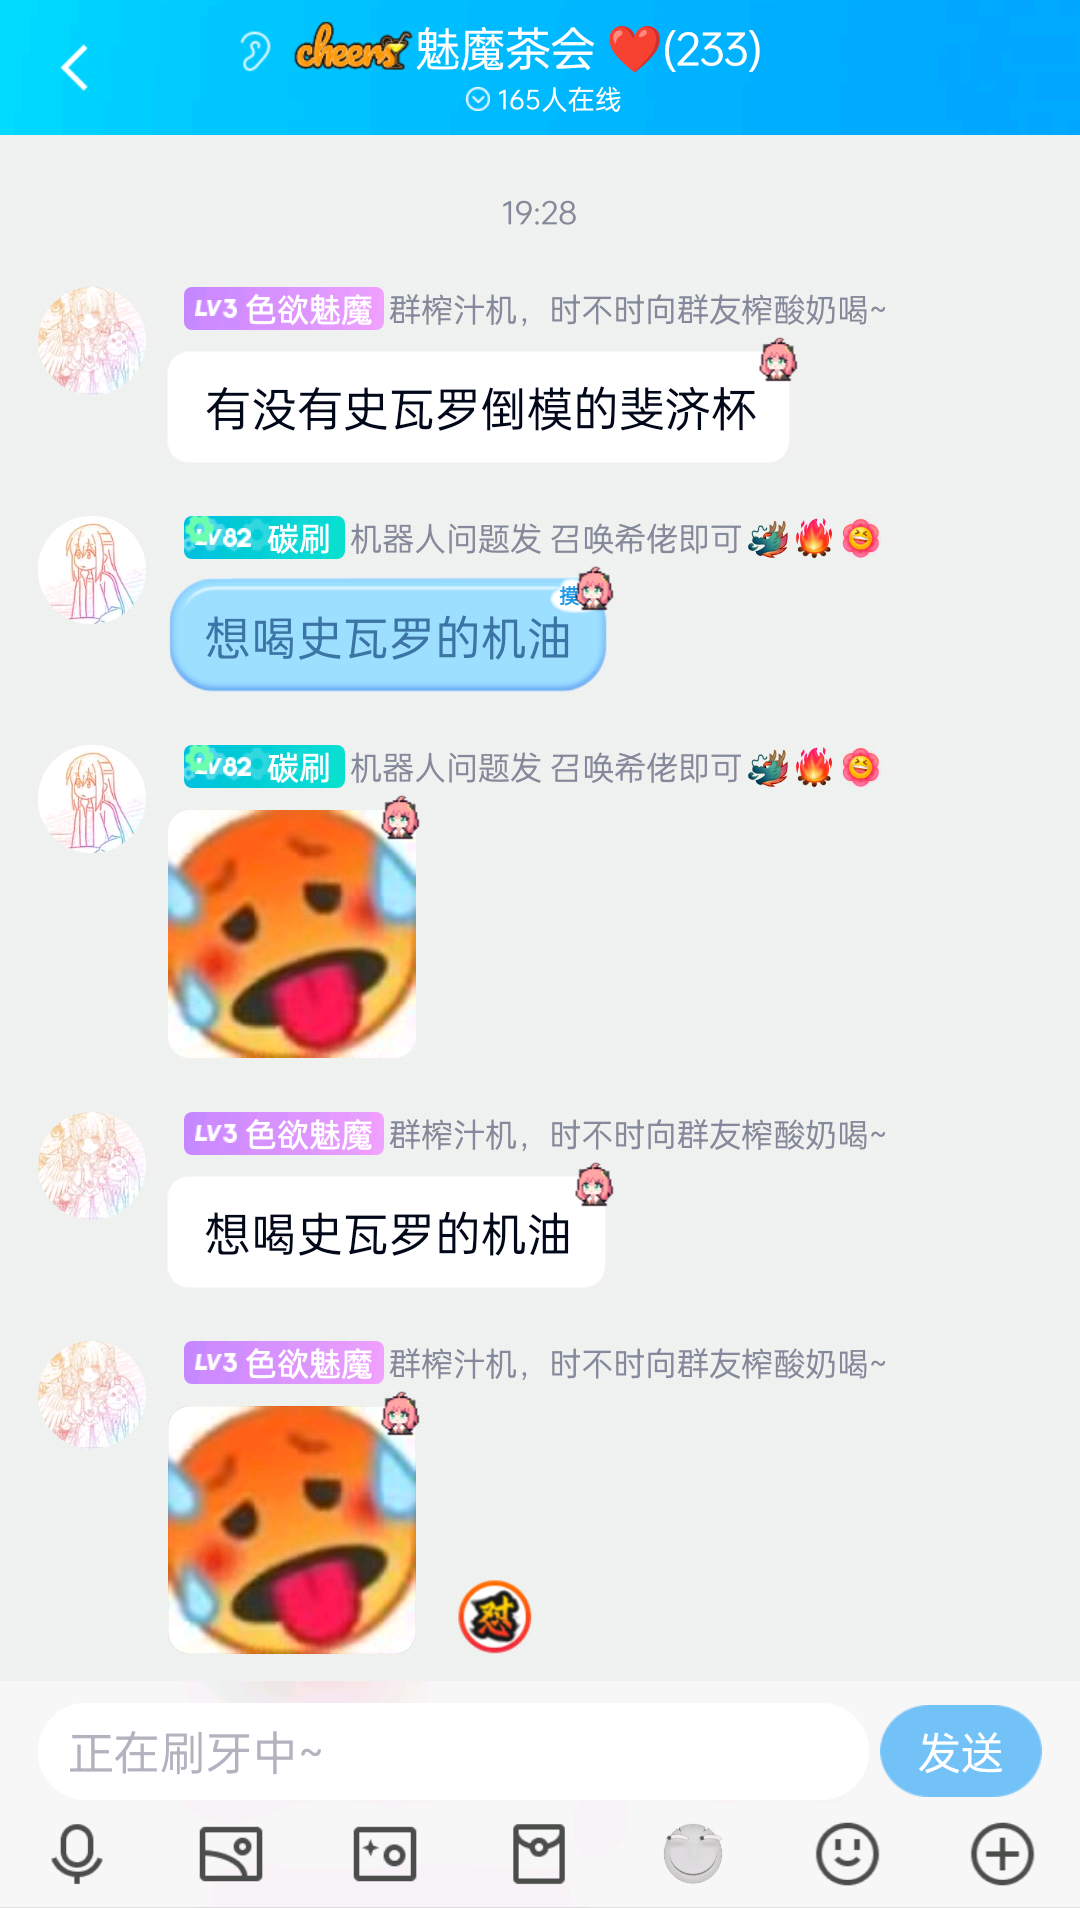 cheers 魅魔茶会 ❤️(233)
165人在线
19:28
LV3 色欲魅魔 群榨汁机，时不时向群友榨酸奶喝~
有没有史瓦罗倒模的斐济杯
LV82 碳刷 机器人问题发 召唤希佬即可🐉🔥
摸
想喝史瓦罗的机油
LV82 碳刷 机器人问题发 召唤希佬即可🐉🔥
LV3 色欲魅魔 群榨汁机，时不时向群友榨酸奶喝~
想喝史瓦罗的机油
LV3 色欲魅魔 群榨汁机，时不时向群友榨酸奶喝~
怼
正在刷牙中~
发送